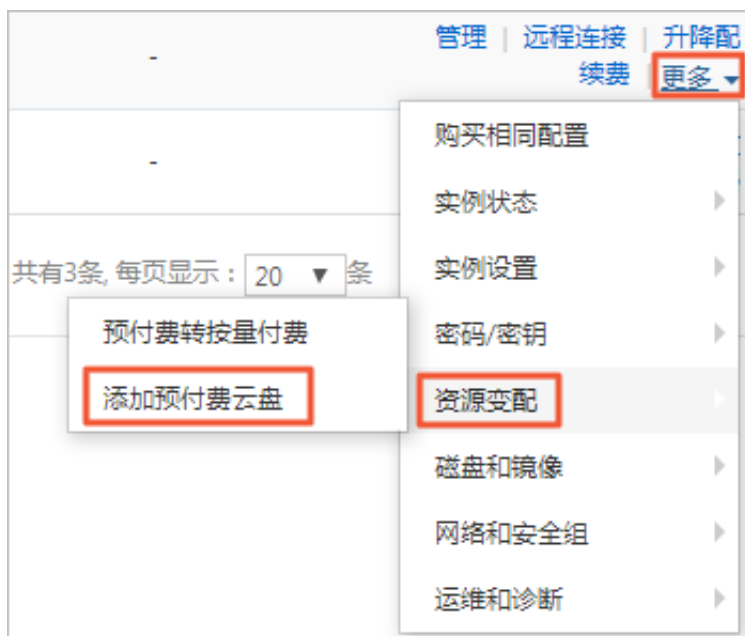 - 管理 | 远程连接 | 升降配
续费 | 更多
购买相同配置
-
实例状态
共有3条, 每页显示： 20 条
实例设置
预付费转按量付费
密码/密钥
添加预付费云盘
资源变配
磁盘和镜像
网络和安全组
运维和诊断